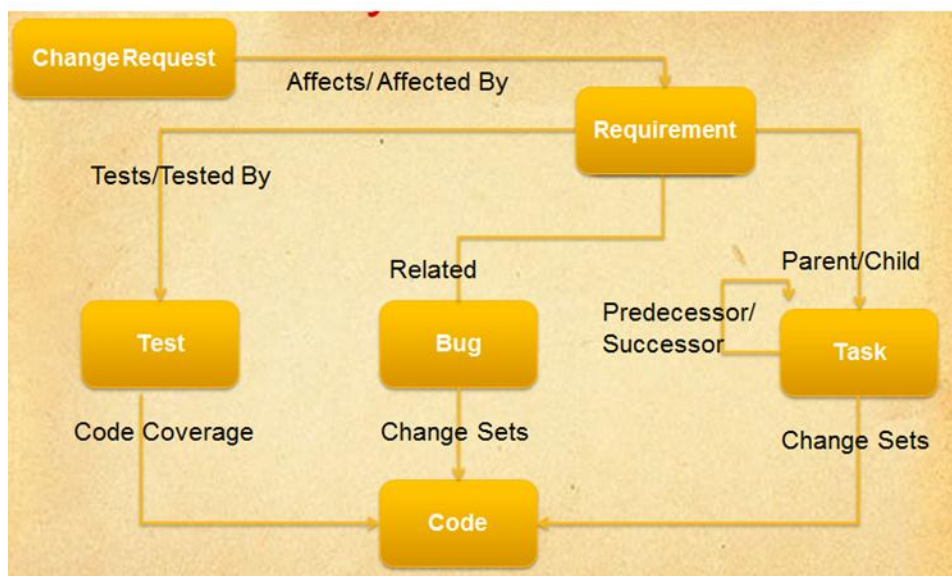 ChangeRequest
Affects/ Affected By
Requirement
Tests/Tested By
Related
Parent/Child
Predecessor/
Successor
Test
Bug
Task
Code Coverage
Change Sets
Change Sets
Code